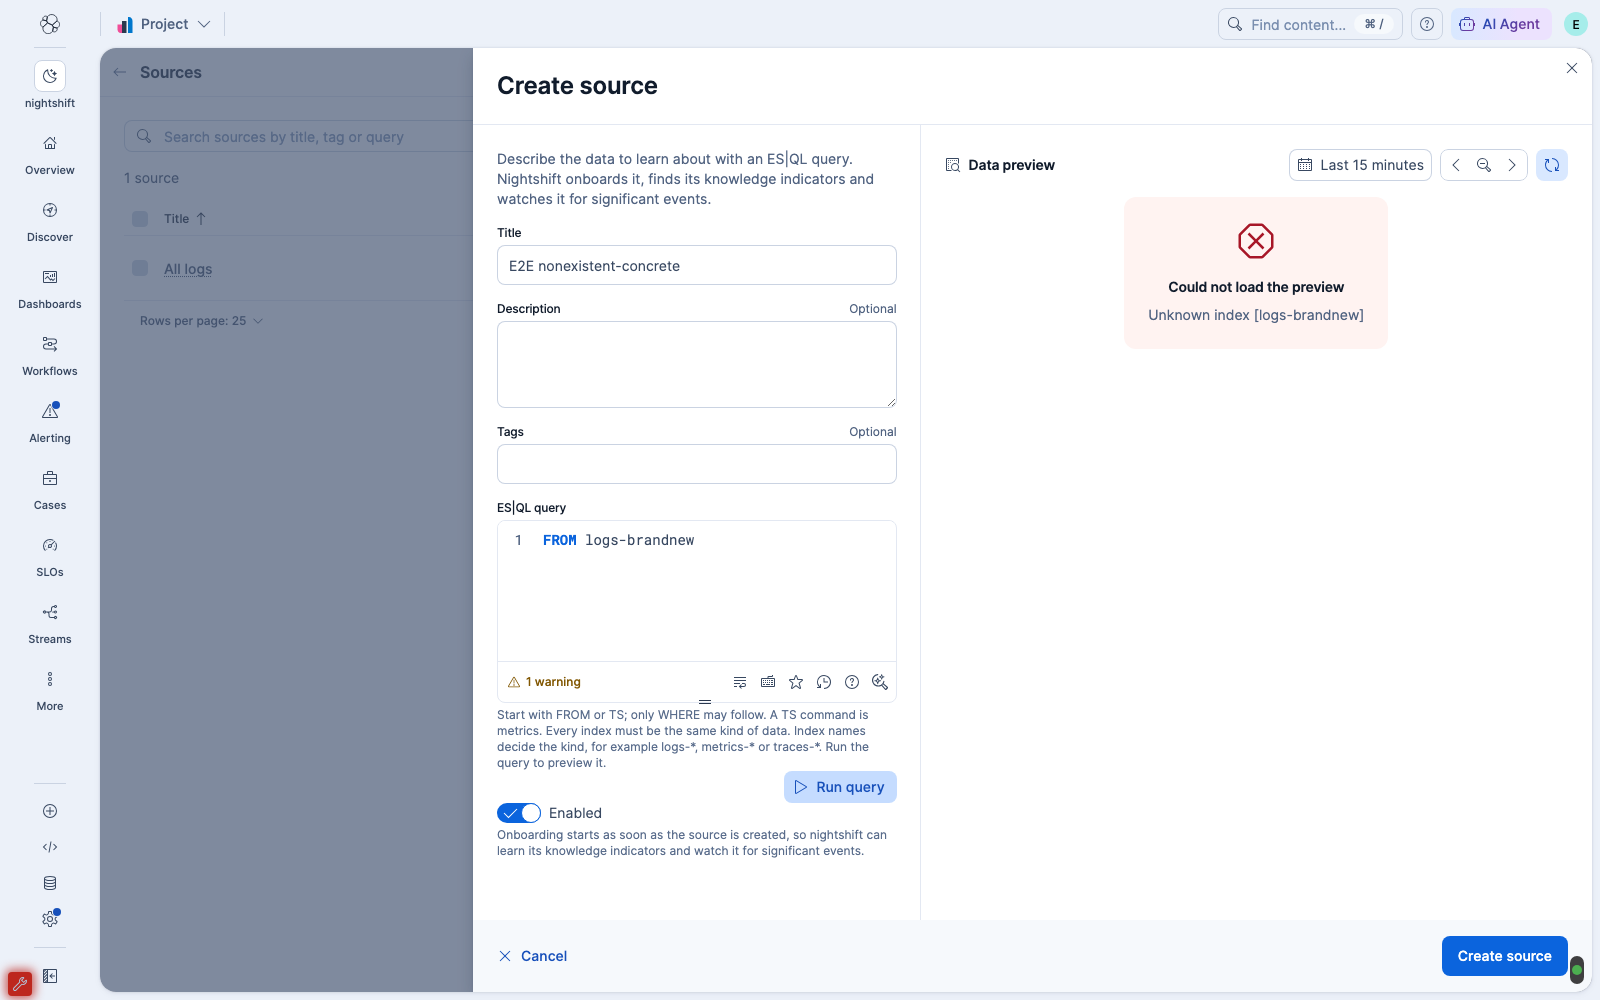 Project
Find content...
⌘ /
AI Agent
E
nightshift
Overview
Discover
Dashboards
Workflows
Alerting
Cases
SLOs
Streams
More
Sources
Search sources by title, tag or query
1 source
Title
All logs
Rows per page: 25
Create source
Describe the data to learn about with an ES|QL query.
Nightshift onboards it, finds its knowledge indicators and
watches it for significant events.
Title
E2E nonexistent-concrete
Description
Optional
Tags
Optional
ES|QL query
1 FROM logs-brandnew
1 warning
Start with FROM or TS; only WHERE may follow. A TS command is
metrics. Every index must be the same kind of data. Index names
decide the kind, for example logs-*, metrics-* or traces-*. Run the
query to preview it.
Run query
Enabled
Onboarding starts as soon as the source is created, so nightshift can
learn its knowledge indicators and watch it for significant events.
Data preview
Last 15 minutes
Could not load the preview
Unknown index [logs-brandnew]
Cancel
Create source